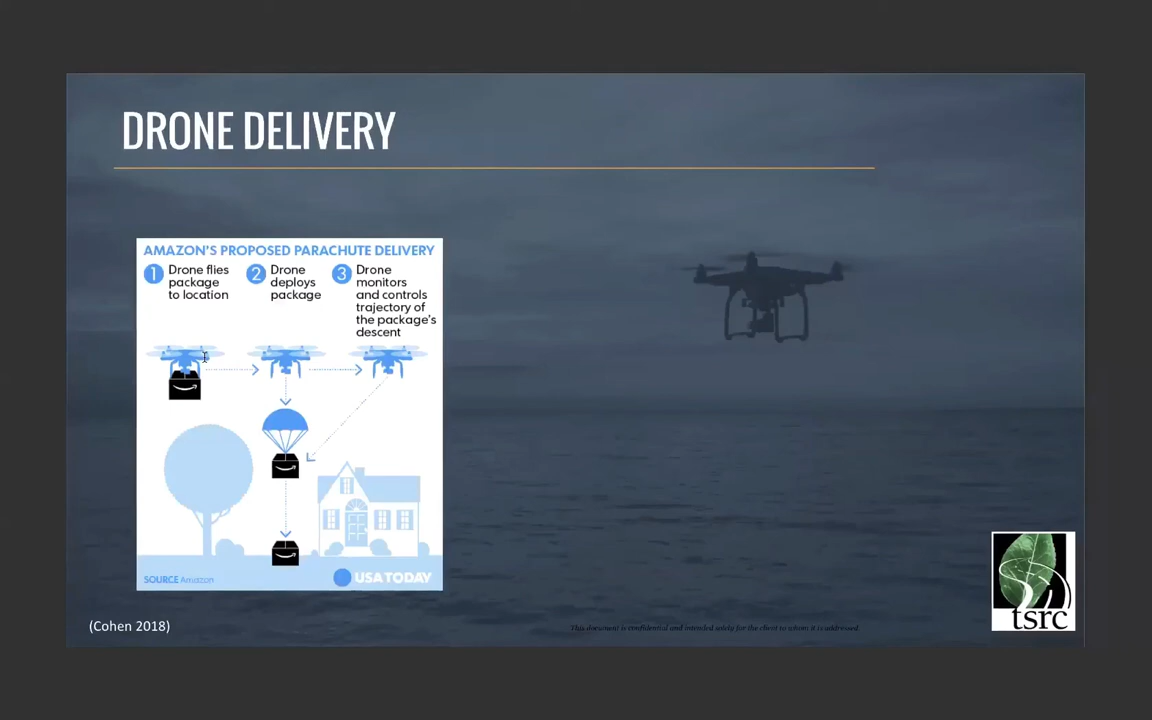 DRONE DELIVERY
AMAZON'S PROPOSED PARACHUTE DELIVERY
1 Drone flies
package
to location
2 Drone
deploys
package
3 Drone
monitors
and controls
trajectory of
the package's
descent
SOURCE Amazon
USA TODAY
(Cohen 2018)
This document is confidential and intended solely for the client to whom it is addressed.
tsrc